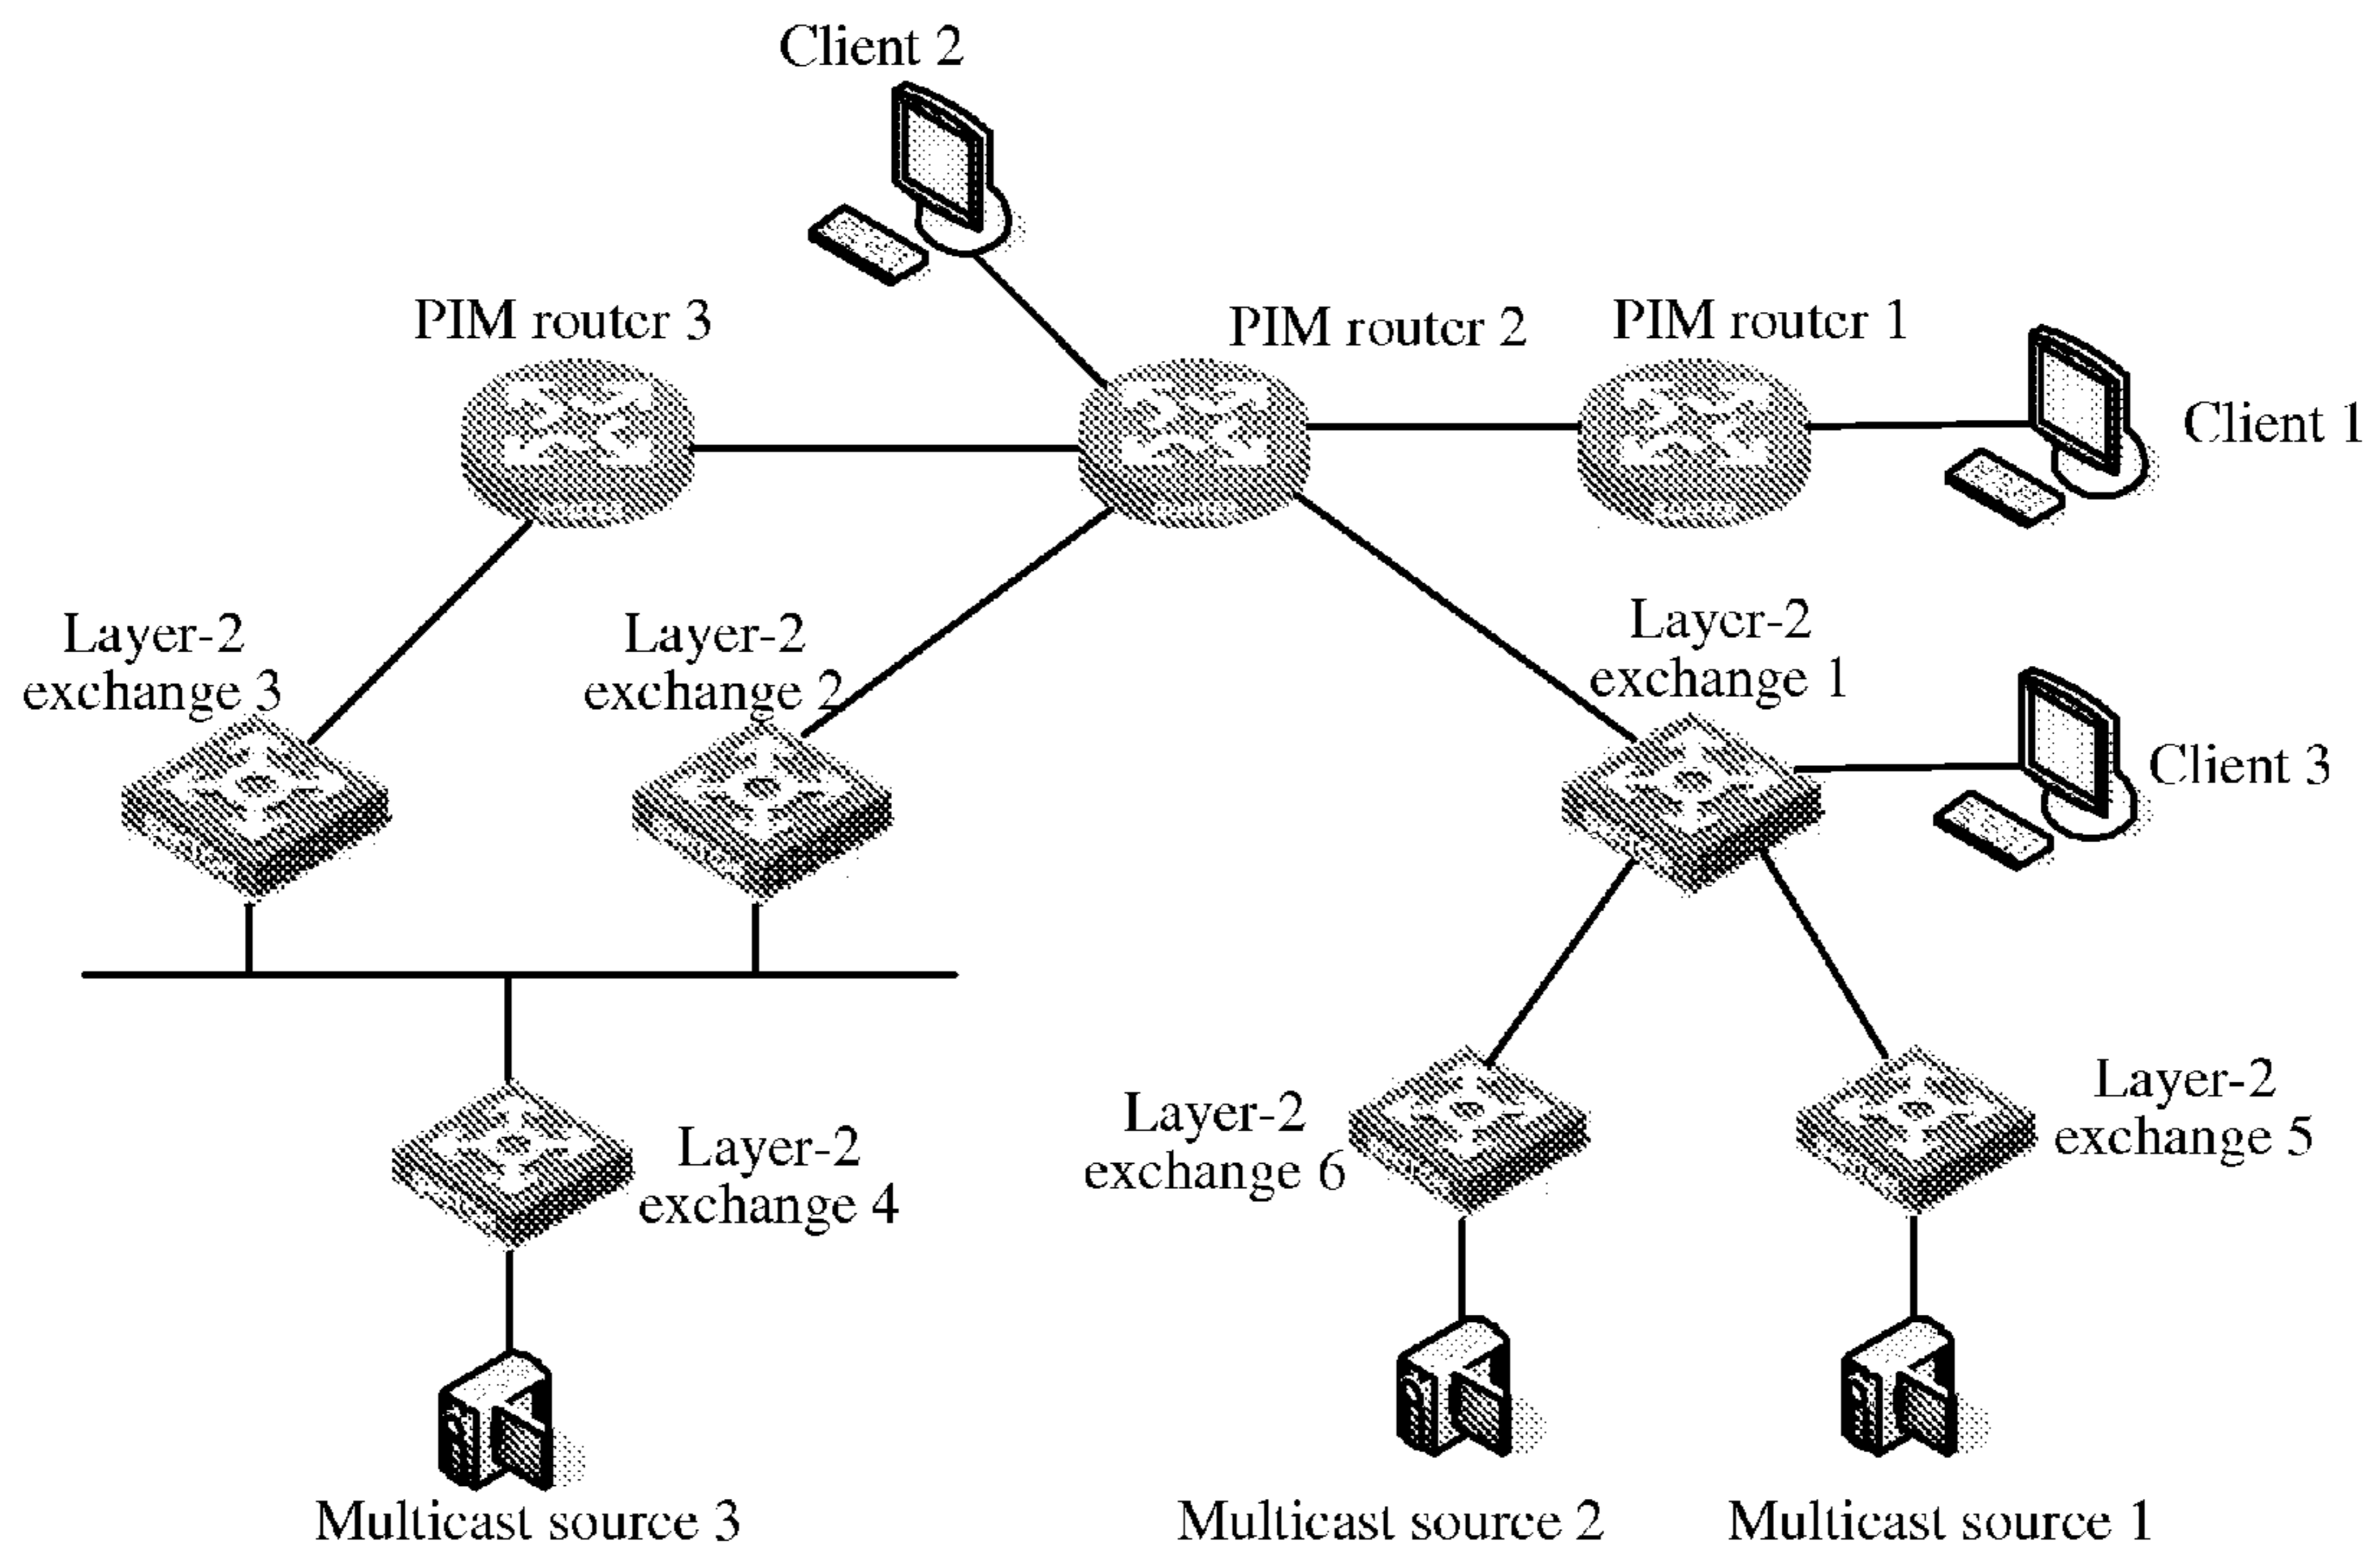 Client 2
PIM router 3
PIM router 2
PIM router 1
Client 1
Layer-2
exchange 3
Layer-2
exchange 2
Layer-2
exchange 1
Client 3
Layer-2
exchange 4
Layer-2
exchange 6
Layer-2
exchange 5
Multicast source 3
Multicast source 2
Multicast source 1